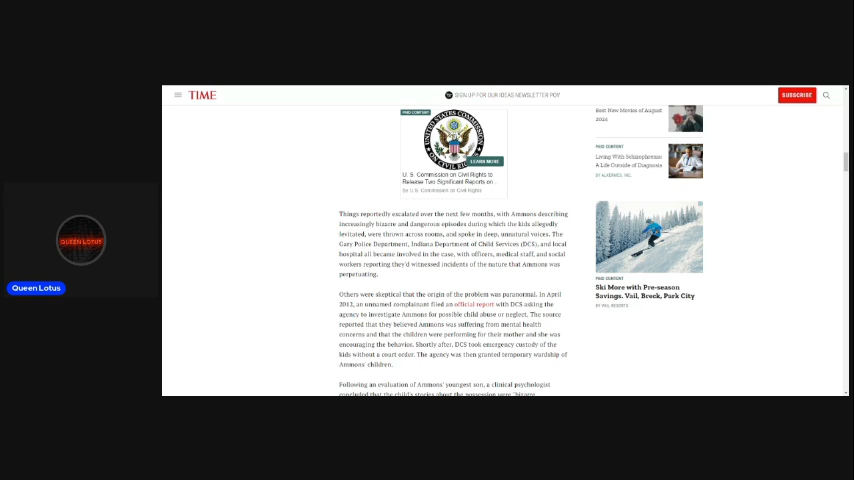 TIME
SIGN UP FOR OUR IDEAS NEWSLETTER POV
SUBSCRIBE
PAID CONTENT
UNITED STATES COMMISSION
ON CIVIL
LEARN MORE
U. S. Commission on Civil Rights to
Release Two Significant Reports on...
by U.S. Commission on Civil Rights
Things reportedly escalated over the next few months, with Ammons describing
increasingly bizarre and dangerous episodes during which the kids allegedly
levitated, were thrown across rooms, and spoke in deep, unnatural voices. The
Gary Police Department, Indiana Department of Child Services (DCS), and local
hospital all became involved in the case, with officers, medical staff, and social
workers reporting they'd witnessed incidents of the nature that Ammons was
perpetuating.
Others were skeptical that the origin of the problem was paranormal. In April
2012, an unnamed complainant filed an official report with DCS asking the
agency to investigate Ammons for possible child abuse or neglect. The source
reported that they believed Ammons was suffering from mental health
concerns and that the children were performing for their mother and she was
encouraging the behavior. Shortly after, DCS took emergency custody of the
kids without a court order. The agency was then granted temporary wardship of
Ammons' children.
Following an evaluation of Ammons' youngest son, a clinical psychologist
concluded that the child's stories about the possession were "bizarre,
Best New Movies of August
2024
PAID CONTENT
Living With Schizophrenia:
A Life Outside of Diagnosis
BY ALKERMES, INC.
PAID CONTENT
Ski More with Pre-season
Savings. Vail, Breck, Park City
BY VAIL RESORTS
QUEEN LOTUS
Queen Lotus